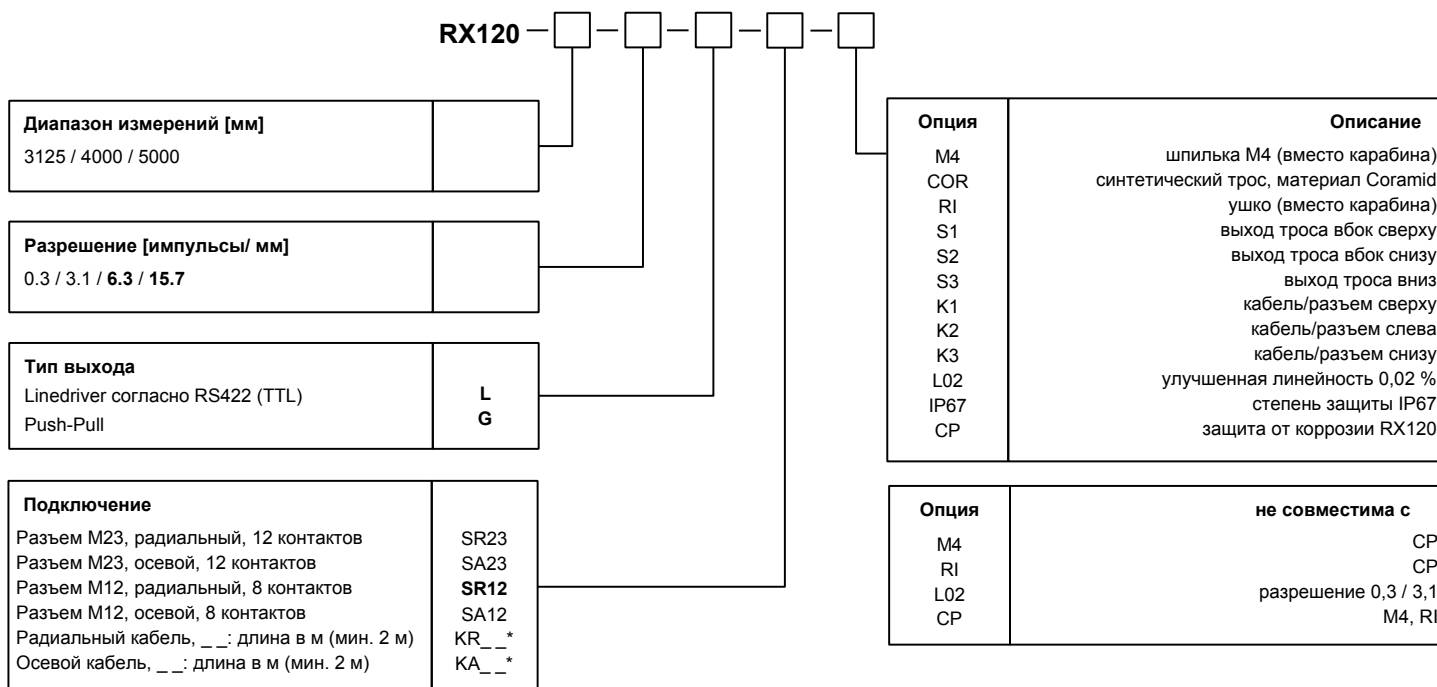 RX120
Диапазон измерений [мм]
3125 / 4000 / 5000
Разрешение [импульсы/ мм]
0.3 / 3.1 / 6.3 / 15.7
Тип выхода
Linedriver согласно RS422 (TTL) L
Push-Pull G
Подключение
Разъем M23, радиальный, 12 контактов SR23
Разъем M23, осевой, 12 контактов SA23
Разъем M12, радиальный, 8 контактов SR12
Разъем M12, осевой, 8 контактов SA12
Радиальный кабель, _ _: длина в м (мин. 2 м) KR_ _*
Осевой кабель, _ _: длина в м (мин. 2 м) KA_ _*
Опция Описание
M4 шпилька M4 (вместо карабина)
COR синтетический трос, материал Coramid
RI ушко (вместо карабина)
S1 выход троса вбок сверху
S2 выход троса вбок снизу
S3 выход троса вниз
K1 кабель/разъем сверху
K2 кабель/разъем слева
K3 кабель/разъем снизу
L02 улучшенная линейность 0,02 %
IP67 степень защиты IP67
CP защита от коррозии RX120
Опция не совместима с
M4 CP
RI CP
L02 разрешение 0,3 / 3,1
CP M4, RI